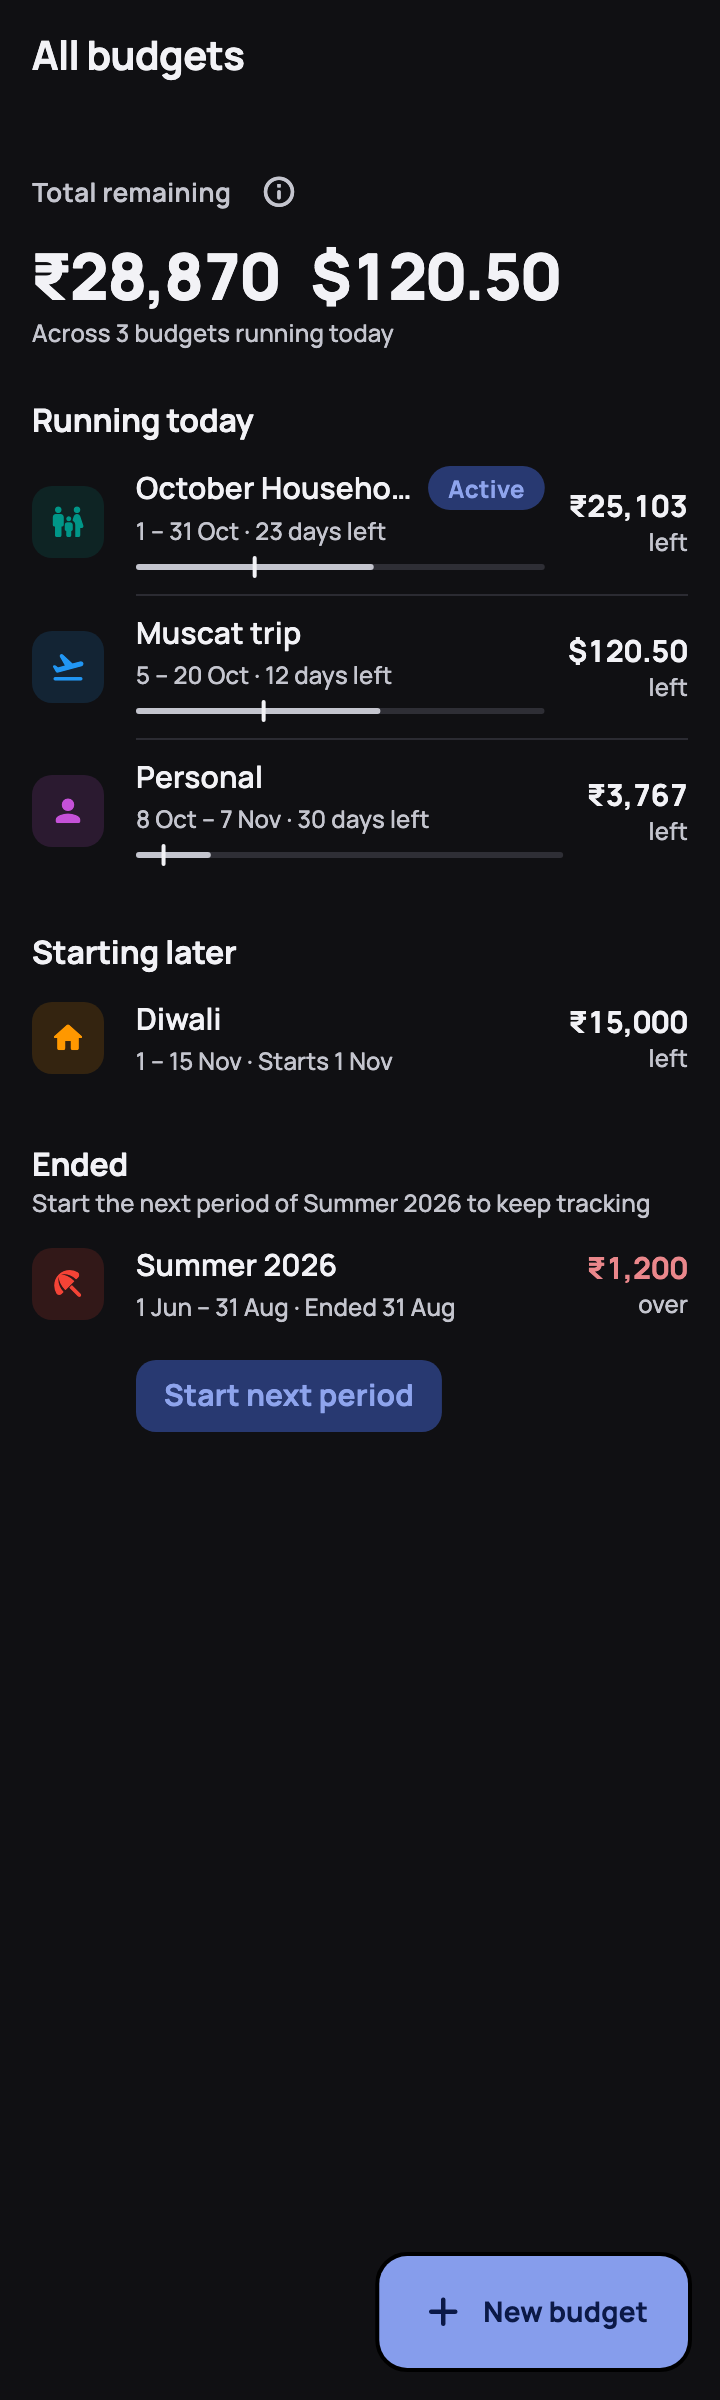 All budgets
Total remaining
₹28,870 $120.50
Across 3 budgets running today
Running today
October Househo… Active
₹25,103
1 – 31 Oct · 23 days left
left
Muscat trip
$120.50
5 – 20 Oct · 12 days left
left
Personal
₹3,767
8 Oct – 7 Nov · 30 days left
left
Starting later
Diwali
₹15,000
1 – 15 Nov · Starts 1 Nov
left
Ended
Start the next period of Summer 2026 to keep tracking
Summer 2026
₹1,200
1 Jun – 31 Aug · Ended 31 Aug
over
Start next period
New budget